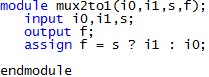 module mux2to1(i0,i1,s,f);
input i0,i1,s;
output f;
assign f = s ? i1 : i0;
endmodule